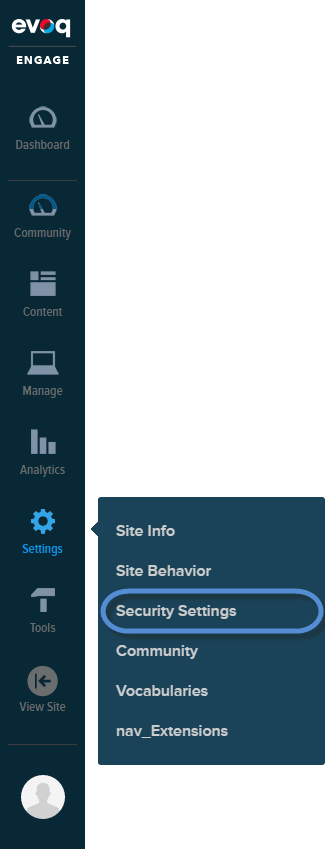 evoq
ENGAGE
Dashboard
Community
Content
Manage
Analytics
Settings
Tools
View Site
Site Info
Site Behavior
Security Settings
Community
Vocabularies
nav_Extensions